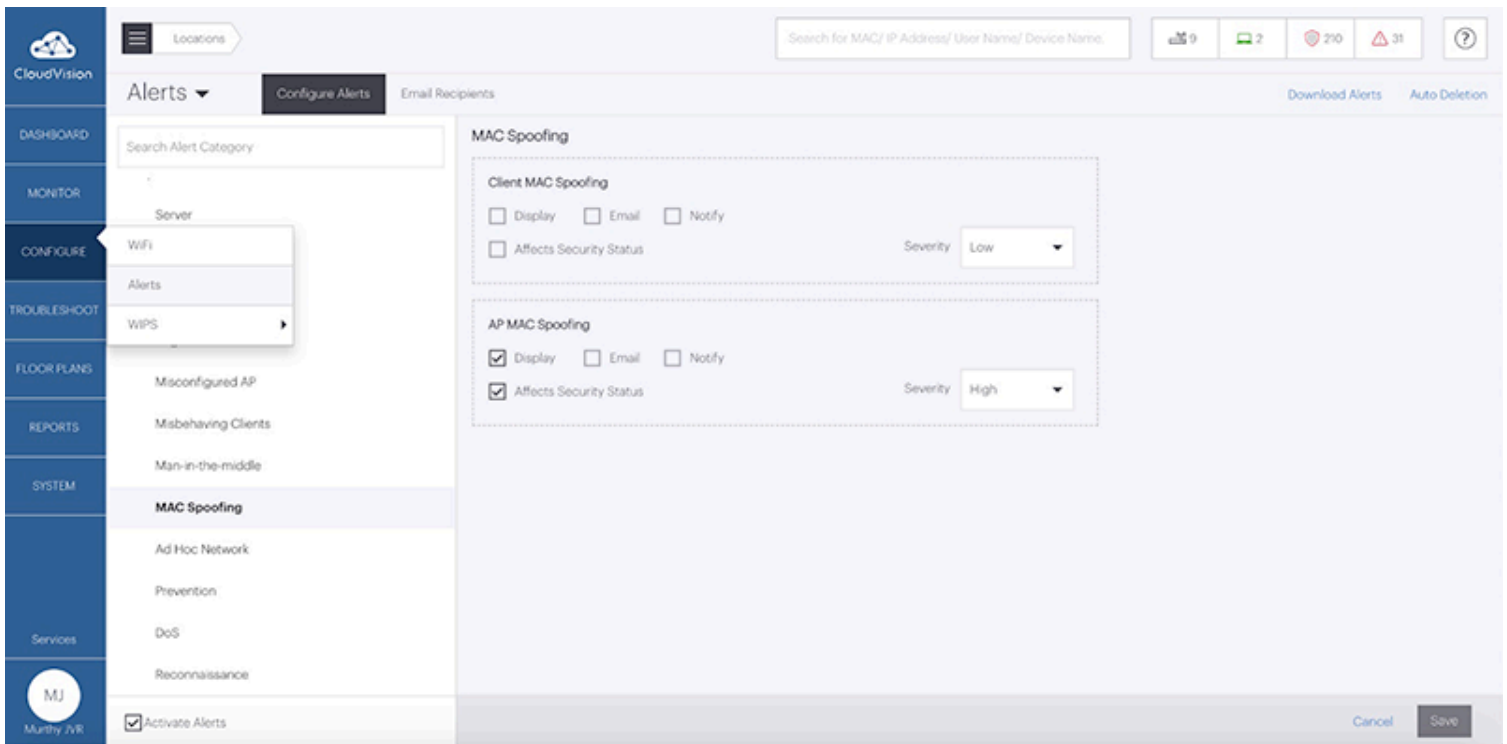 CloudVision
Locations
Search for MAC/ IP Address/ User Name/ Device Name.
9
2
210
31
?
Alerts
Configure Alerts
Email Recipients
Download Alerts
Auto Deletion
DASHBOARD
MONITOR
CONFIGURE
TROUBLESHOOT
FLOOR PLANS
REPORTS
SYSTEM
Services
MJ
Murthy JVR
Search Alert Category
Server
WiFi
Alerts
WIPS
Misconfigured AP
Misbehaving Clients
Man-in-the-middle
MAC Spoofing
Ad Hoc Network
Prevention
DoS
Reconnaissance
Activate Alerts
MAC Spoofing
Client MAC Spoofing
Display Email Notify
Affects Security Status Severity Low
AP MAC Spoofing
Display Email Notify
Affects Security Status Severity High
Cancel Save